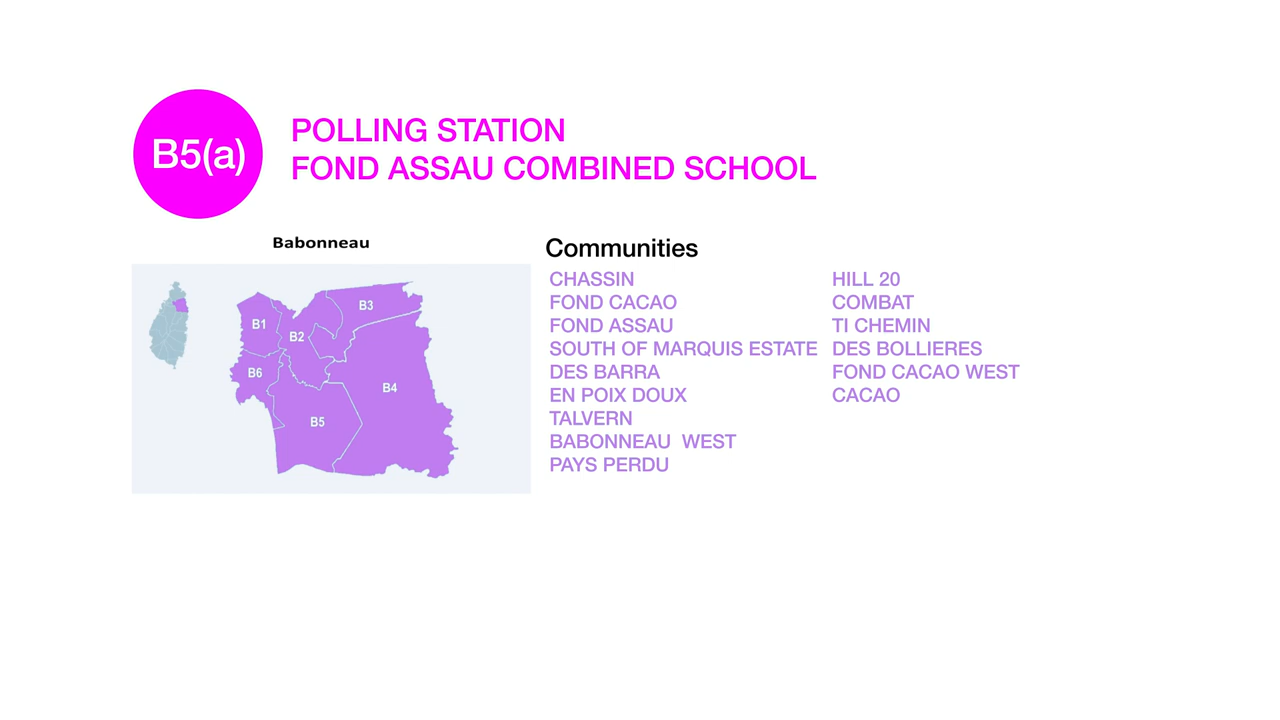 B5(a)
POLLING STATION
FOND ASSAU COMBINED SCHOOL
Babonneau
B1
B2
B3
B4
B5
B6
Communities
CHASSIN
FOND CACAO
FOND ASSAU
SOUTH OF MARQUIS ESTATE
DES BARRA
EN POIX DOUX
TALVERN
BABONNEAU  WEST
PAYS PERDU
HILL 20
COMBAT
TI CHEMIN
DES BOLLIERES
FOND CACAO WEST
CACAO